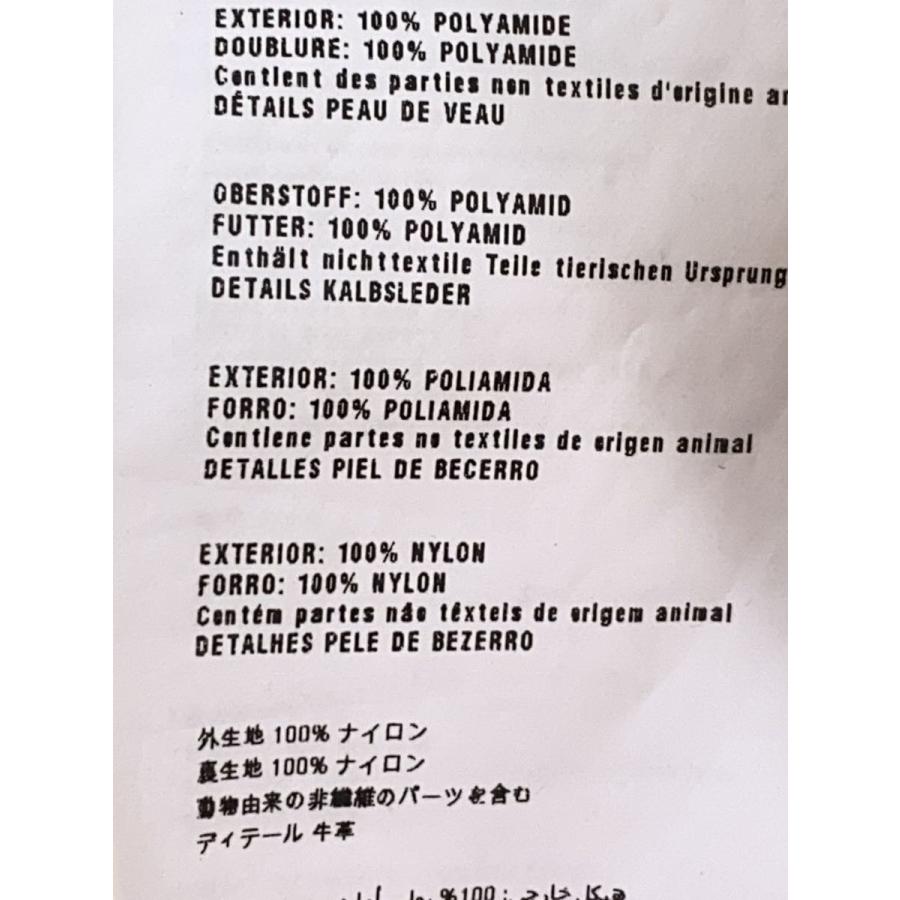 EXTERIOR: 100% POLYAMIDE
DOUBLURE: 100% POLYAMIDE
Contient des parties non textiles d'origine
DÉTAILS PEAU DE VEAU
OBERSTOFF: 100% POLYAMID
FUTTER: 100% POLYAMID
Enthält nichttextile Teile tierischen Ursprung
DETAILS KALBSLEDER
EXTERIOR: 100% POLIAMIDA
FORRO: 100% POLIAMIDA
Contiene partes no textiles de origen animal
DETALLES PIEL DE BECERRO
EXTERIOR: 100% NYLON
FORRO: 100% NYLON
Contém partes não têxteis de origem animal
DETALHES PELE DE BEZERRO
外生地 100% ナイロン
裏生地 100% ナイロン
動物由来の非繊維のパーツを含む
ディテール 牛革
هيكل خارجي: 100%